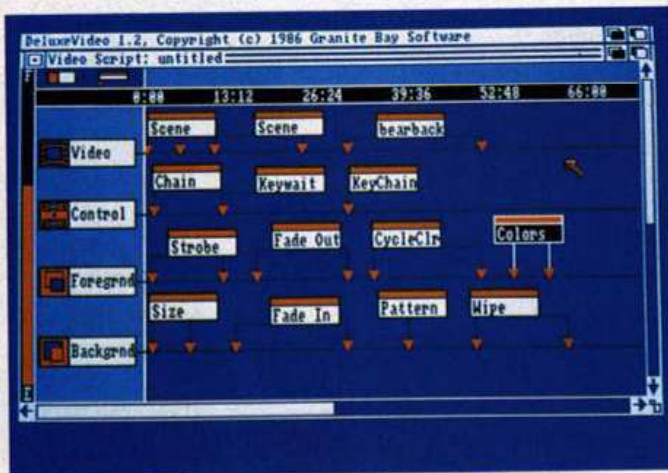 DeluxeVideo 1.2, Copyright (c) 1986 Granite Bay Software
Video Script: untitled
0:00 13:12 26:24 39:36 52:48 66:00
Scene Scene bearback
Video
Chain Keywait KeyChain
Control
Strobe Fade Out CycleClr Colors
Foregrnd
Size Fade In Pattern Wipe
Backgrnd